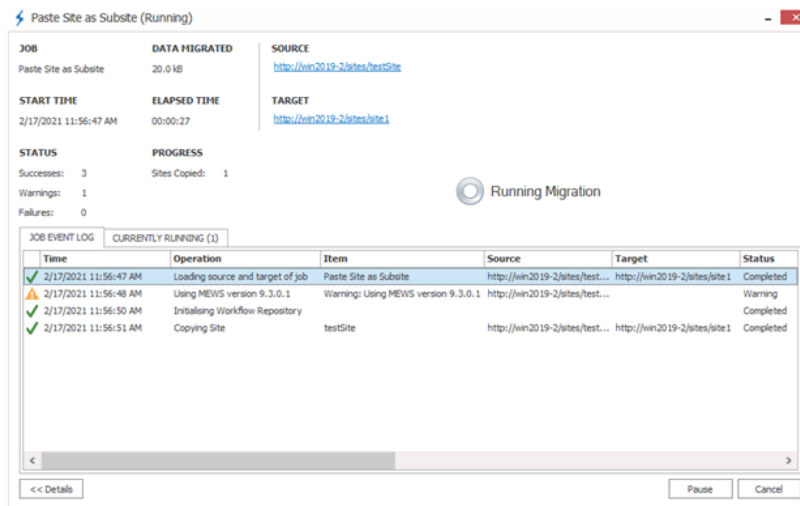 Paste Site as Subsite (Running)
JOB DATA MIGRATED SOURCE
Paste Site as Subsite 20.0 kB http://win2019-2/sites/testSite
START TIME ELAPSED TIME TARGET
2/17/2021 11:56:47 AM 00:00:27 http://win2019-2/sites/site1
STATUS PROGRESS
Successes: 3 Sites Copied: 1
Warnings: 1
Failures: 0
Running Migration
JOB EVENT LOG CURRENTLY RUNNING (1)
Time Operation Item Source Target Status
2/17/2021 11:56:47 AM Loading source and target of job Paste Site as Subsite http://win2019-2/sites/test... http://win2019-2/sites/site1 Completed
2/17/2021 11:56:48 AM Using MEWS version 9.3.0.1 Warning: Using MEWS version 9.3.0.1 http://win2019-2/sites/test... Warning
2/17/2021 11:56:50 AM Initialising Workflow Repository Completed
2/17/2021 11:56:51 AM Copying Site testSite http://win2019-2/sites/test... http://win2019-2/sites/site1 Completed
<< Details Pause Cancel